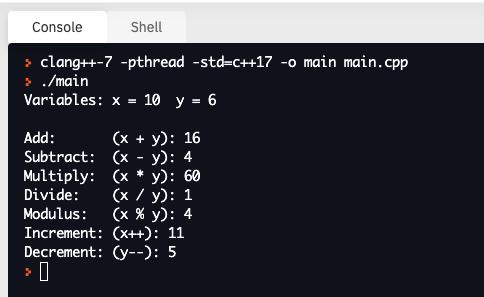 Console Shell
> clang++-7 -pthread -std=c++17 -o main main.cpp
> ./main
Variables: x = 10  y = 6
Add:       (x + y): 16
Subtract:  (x - y): 4
Multiply:  (x * y): 60
Divide:    (x / y): 1
Modulus:   (x % y): 4
Increment: (x++): 11
Decrement: (y--): 5
>